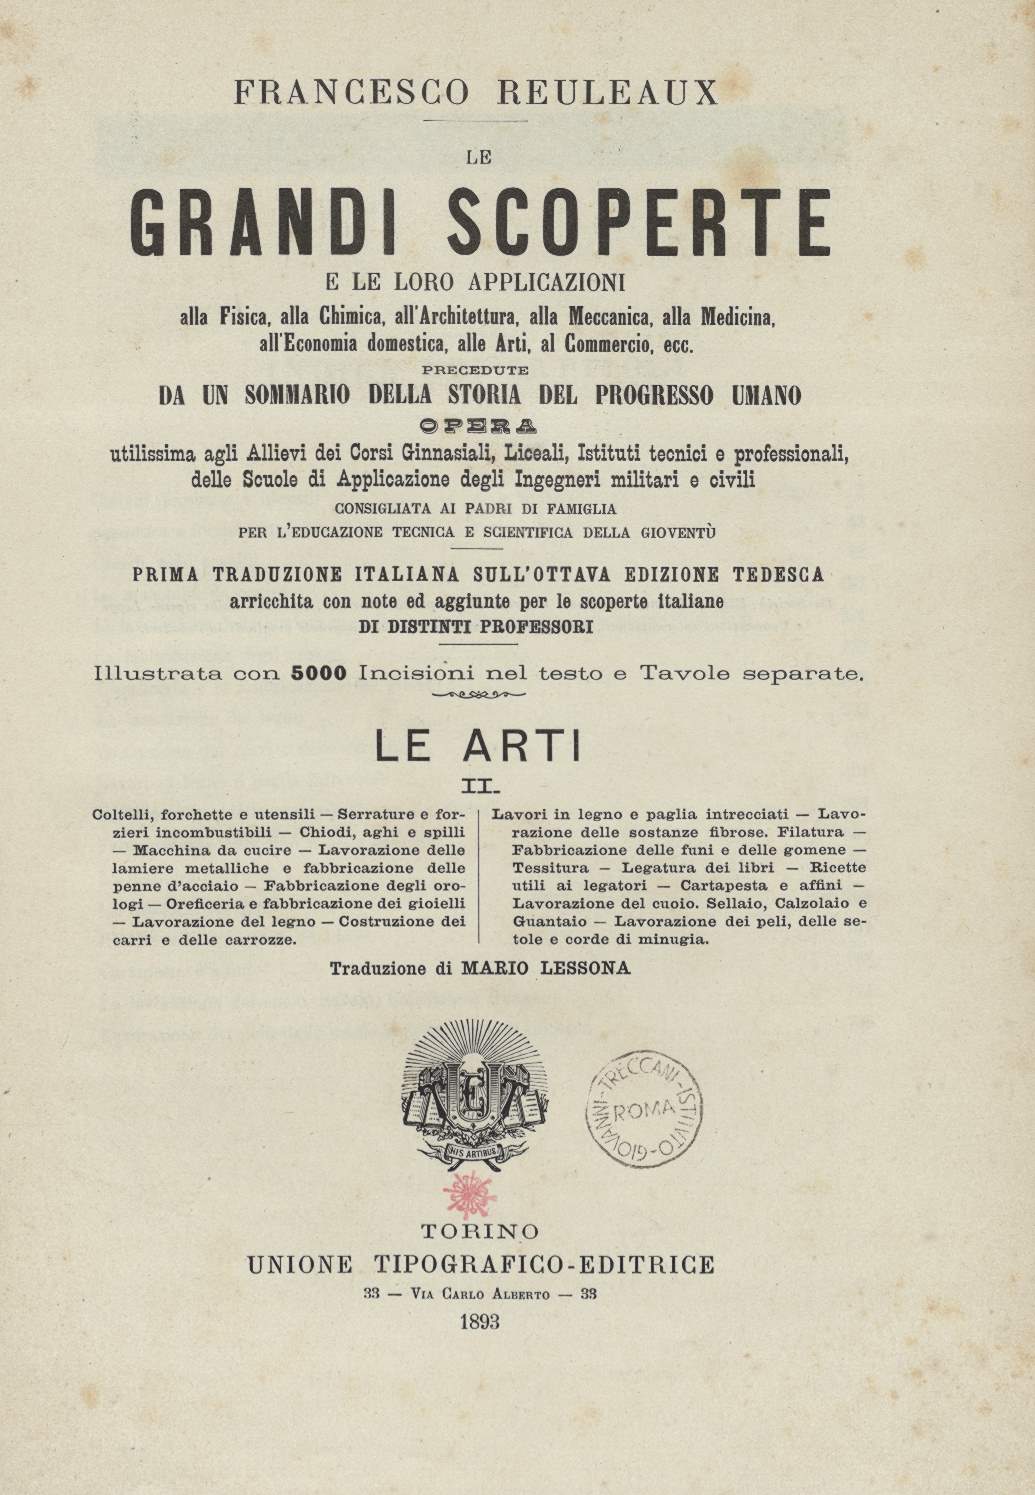 FRANCESCO REULEAUX
LE
GRANDI SCOPERTE
E LE LORO APPLICAZIONI
alla Fisica, alla Chimica, all'Architettura, alla Meccanica, alla Medicina,
all'Economia domestica, alle Arti, al Commercio, ecc.
PRECEDUTE
DA UN SOMMARIO DELLA STORIA DEL PROGRESSO UMANO
OPERA
utilissima agli Allievi dei Corsi Ginnasiali, Liceali, Istituti tecnici e professionali,
delle Scuole di Applicazione degli Ingegneri militari e civili
CONSIGLIATA AI PADRI DI FAMIGLIA
PER L'EDUCAZIONE TECNICA E SCIENTIFICA DELLA GIOVENTÙ
PRIMA TRADUZIONE ITALIANA SULL'OTTAVA EDIZIONE TEDESCA
arricchita con note ed aggiunte per le scoperte italiane
DI DISTINTI PROFESSORI
Illustrata con 5000 Incisioni nel testo e Tavole separate.
LE ARTI
II.
Coltelli, forchette e utensili — Serrature e for-
zieri incombustibili — Chiodi, aghi e spilli
— Macchina da cucire — Lavorazione delle
lamiere metalliche e fabbricazione delle
penne d'acciaio — Fabbricazione degli oro-
logi — Oreficeria e fabbricazione dei gioielli
— Lavorazione del legno — Costruzione dei
carri e delle carrozze.
Lavori in legno e paglia intrecciati — Lavo-
razione delle sostanze fibrose. Filatura —
Fabbricazione delle funi e delle gomene —
Tessitura — Legatura dei libri — Ricette
utili ai legatori — Cartapesta e affini —
Lavorazione del cuoio. Sellaio, Calzolaio e
Guantaio — Lavorazione dei peli, delle se-
tole e corde di minugia.
Traduzione di MARIO LESSONA
UTET
HIS ARTIBUS
GIOVANNI-TRECCANI-ISTITVTO-
ROMA
TORINO
UNIONE TIPOGRAFICO-EDITRICE
33 — VIA CARLO ALBERTO — 33
1893